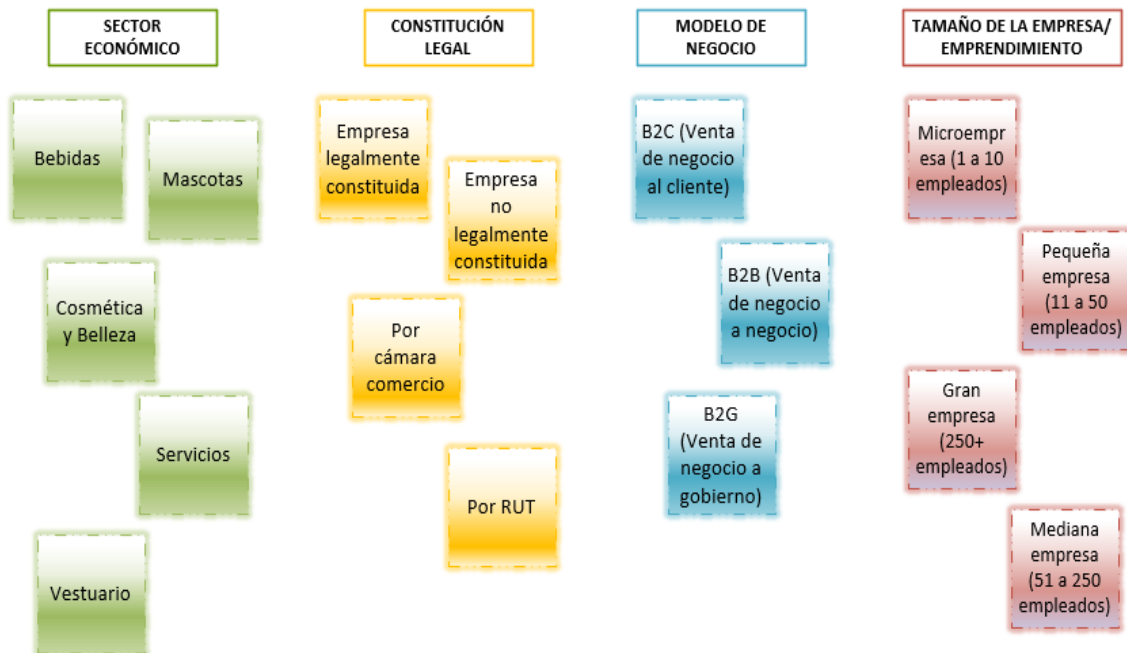 SECTOR
ECONÓMICO
Bebidas
Mascotas
Cosmética
y Belleza
Servicios
Vestuario
CONSTITUCIÓN
LEGAL
Empresa
legalmente
constituida
Empresa
no
legalmente
constituida
Por
cámara
comercio
Por RUT
MODELO DE
NEGOCIO
B2C (Venta
de negocio
al cliente)
B2B (Venta
de negocio
a negocio)
B2G
(Venta de
negocio a
gobierno)
TAMAÑO DE LA EMPRESA/
EMPRENDIMIENTO
Microempr
esa (1 a 10
empleados)
Pequeña
empresa
(11 a 50
empleados)
Gran
empresa
(250+
empleados)
Mediana
empresa
(51 a 250
empleados)